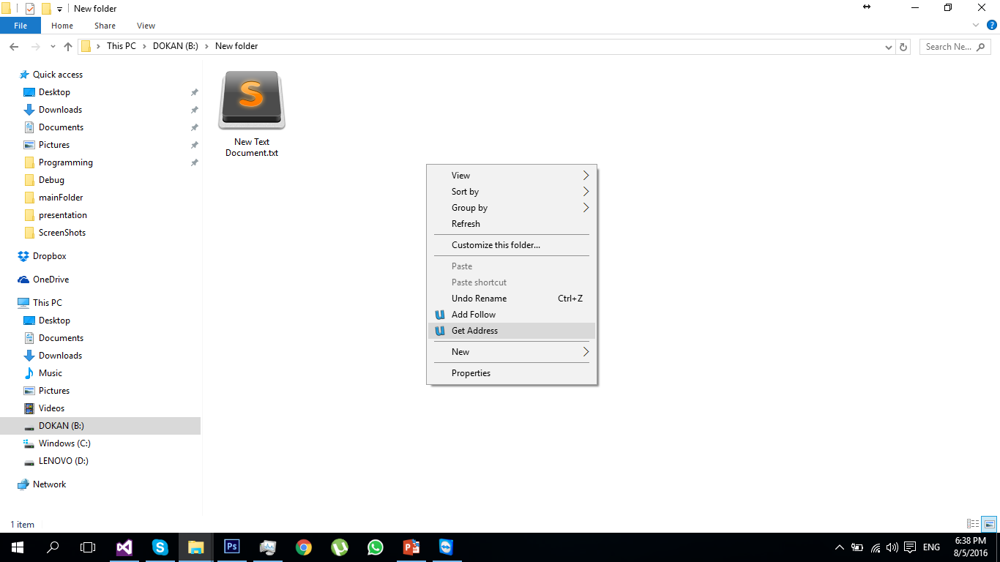 New folder
File Home Share View
This PC DOKAN (B:) New folder
Search Ne...
Quick access
Desktop
Downloads
Documents
Pictures
Programming
Debug
mainFolder
presentation
ScreenShots
Dropbox
OneDrive
This PC
Desktop
Documents
Downloads
Music
Pictures
Videos
DOKAN (B:)
Windows (C:)
LENOVO (D:)
Network
S
New Text
Document.txt
View
Sort by
Group by
Refresh
Customize this folder...
Paste
Paste shortcut
Undo Rename Ctrl+Z
Add Follow
Get Address
New
Properties
1 item
Ps
ENG
6:38 PM
8/5/2016